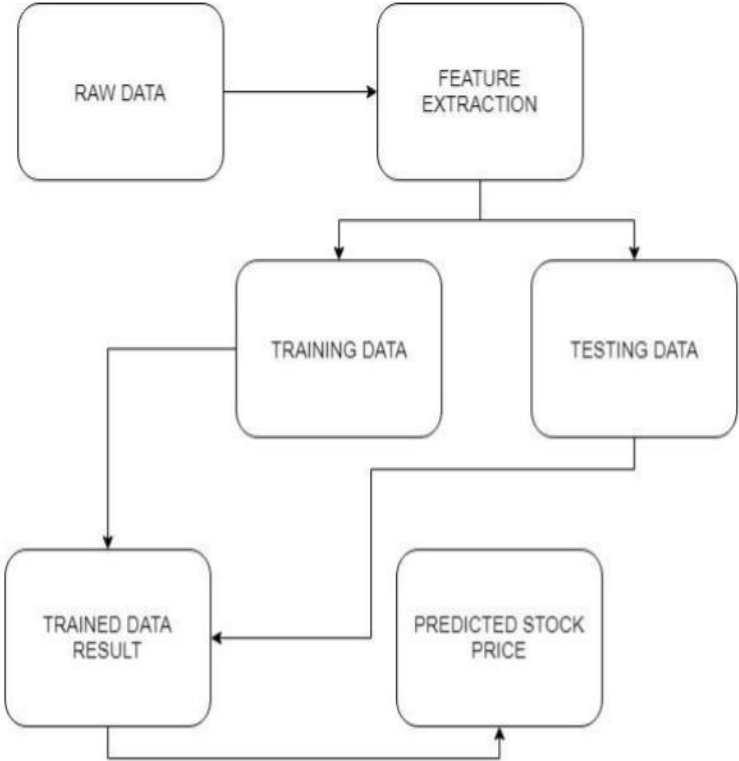 RAW DATA
FEATURE
EXTRACTION
TRAINING DATA
TESTING DATA
TRAINED DATA
RESULT
PREDICTED STOCK
PRICE